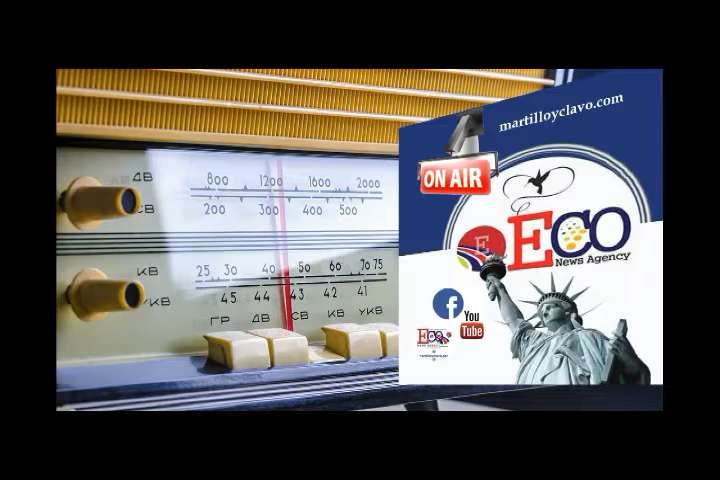 ДВ
СВ
800 1200 1600 2000
200 300 400 500
КВ
УКВ
25 30 40 50 60 70 75
45 44 43 42 41
ГР ДВ СВ КВ УКВ
martilloyclavo.com
ON AIR
E
ECO
News Agency
You
Tube
f
ECO